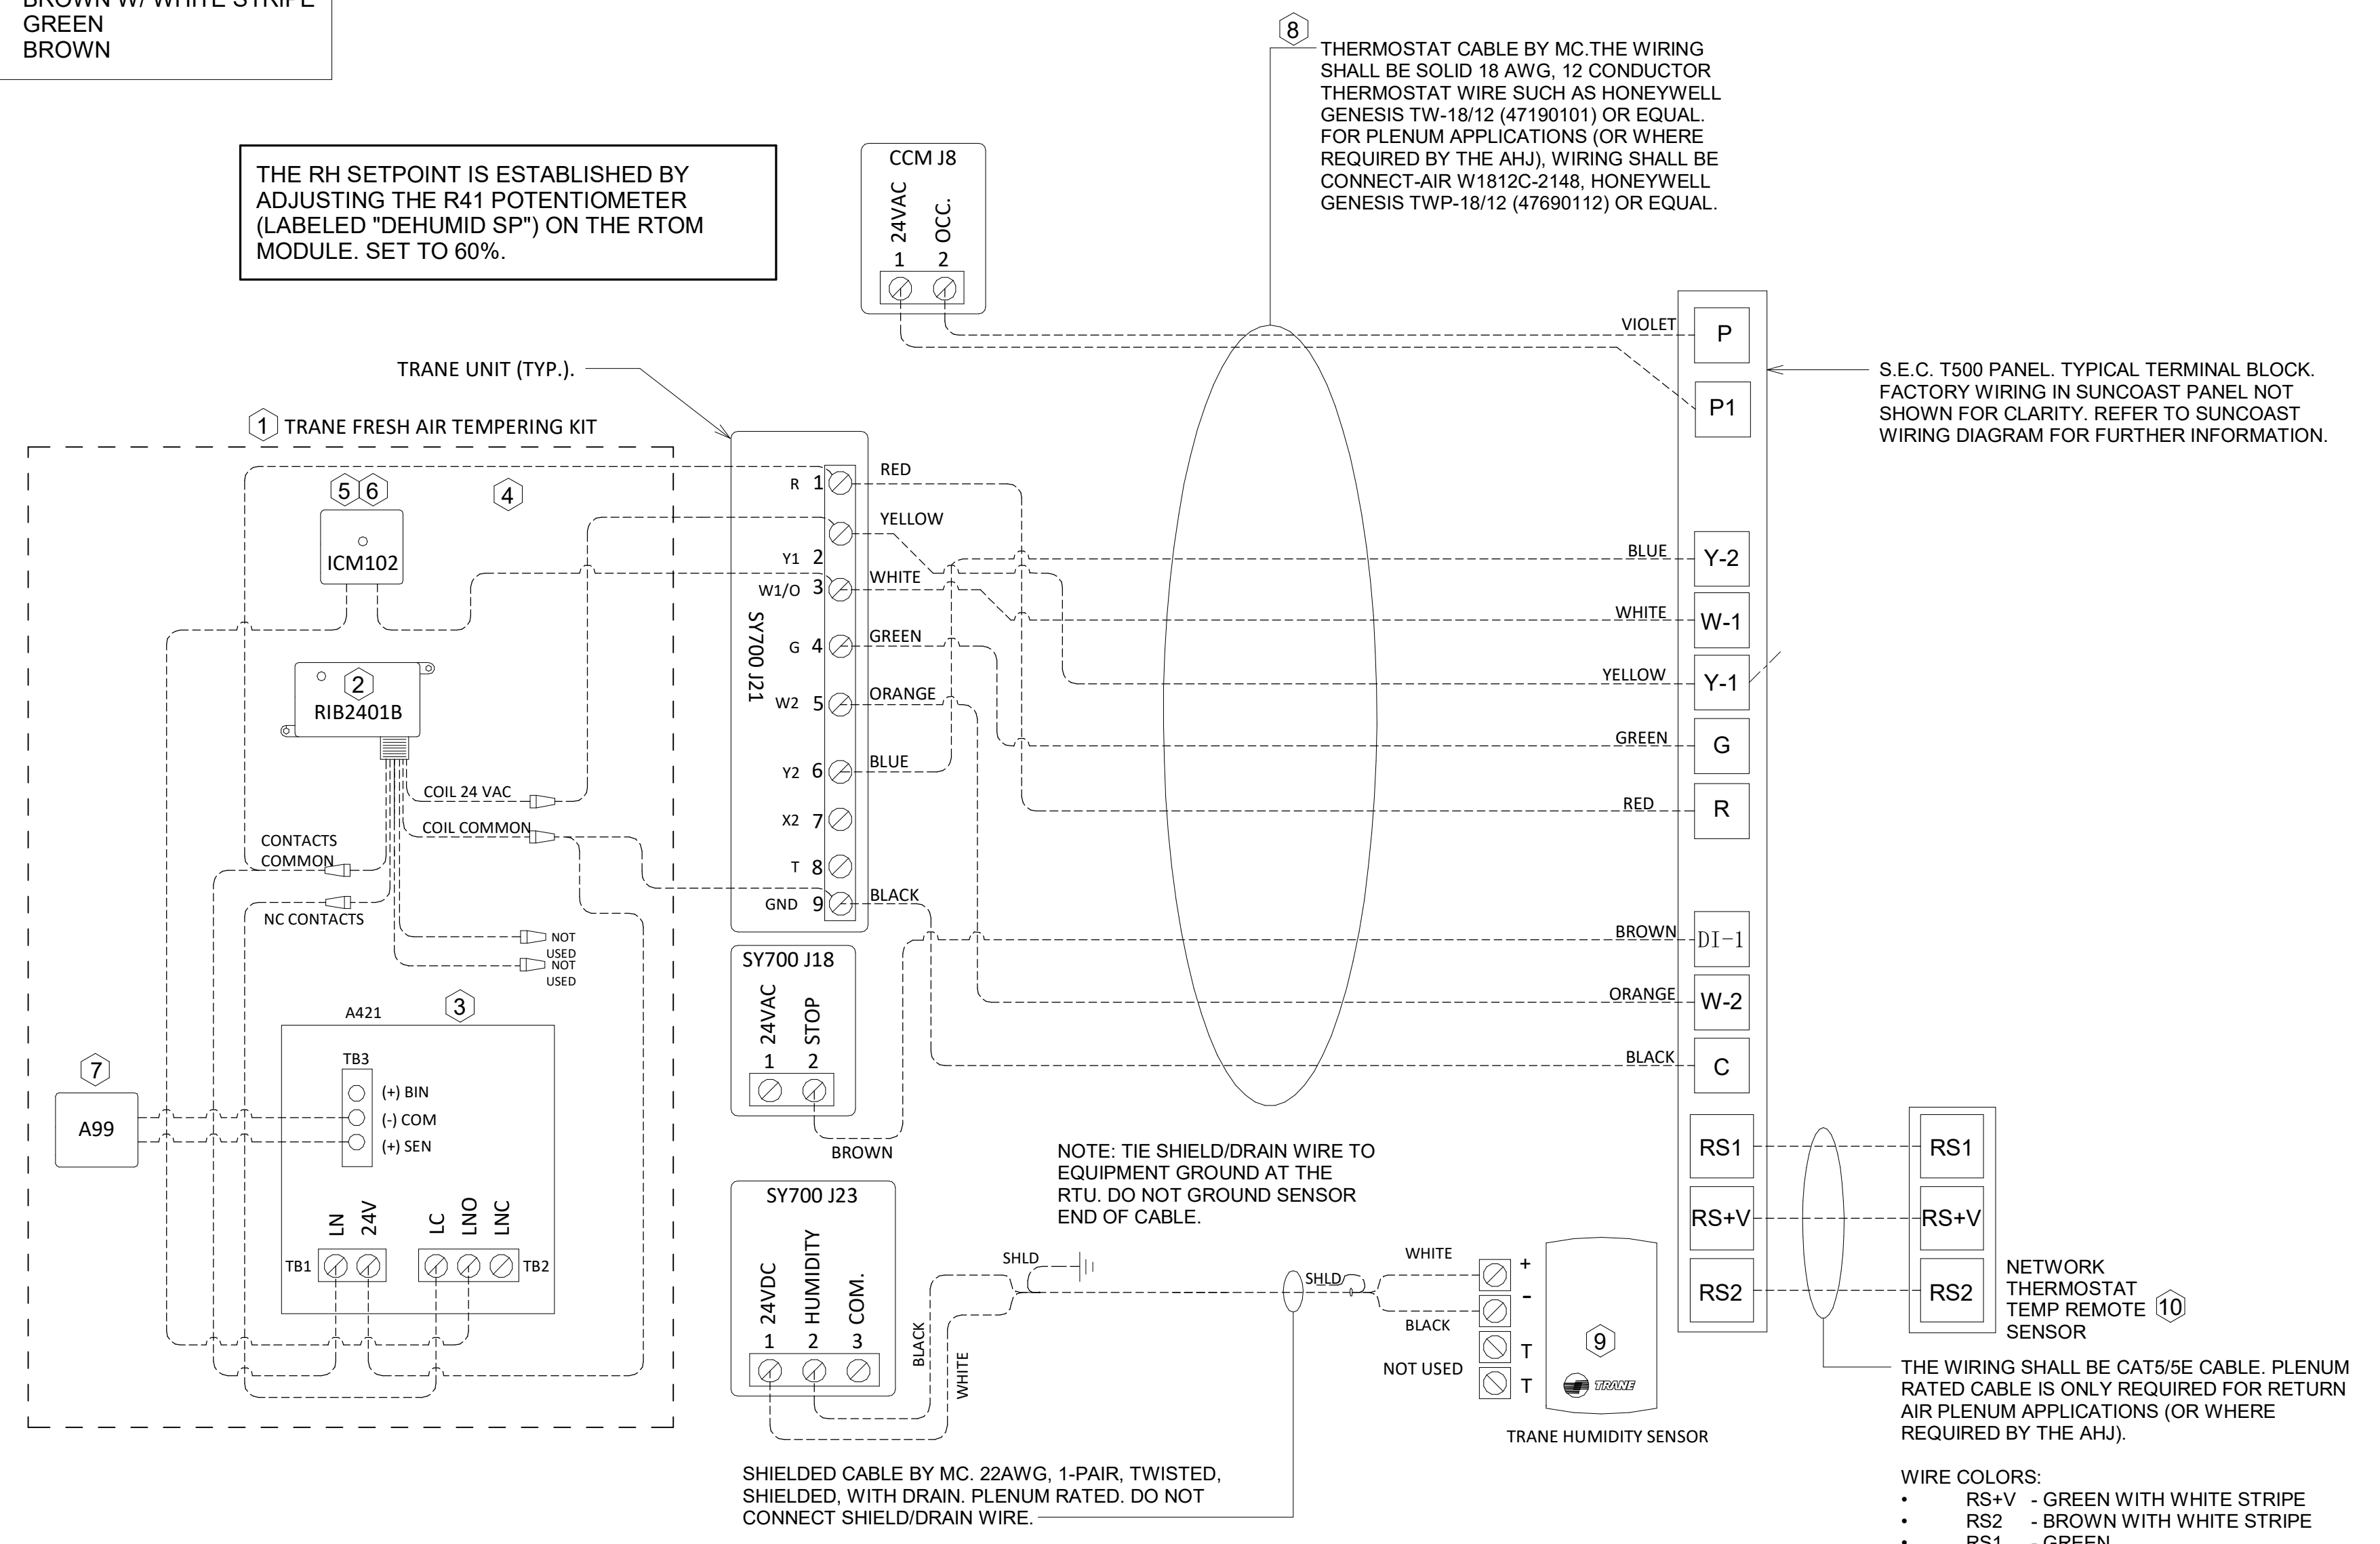 BROWN W/ WHITE STRIPE
GREEN
BROWN
8
THERMOSTAT CABLE BY MC.THE WIRING
SHALL BE SOLID 18 AWG, 12 CONDUCTOR
THERMOSTAT WIRE SUCH AS HONEYWELL
GENESIS TW-18/12 (47190101) OR EQUAL.
FOR PLENUM APPLICATIONS (OR WHERE
REQUIRED BY THE AHJ), WIRING SHALL BE
CONNECT-AIR W1812C-2148, HONEYWELL
GENESIS TWP-18/12 (47690112) OR EQUAL.
THE RH SETPOINT IS ESTABLISHED BY
ADJUSTING THE R41 POTENTIOMETER
(LABELED "DEHUMID SP") ON THE RTOM
MODULE. SET TO 60%.
CCM J8
24VAC
OCC.
1
2
VIOLET
P
P1
S.E.C. T500 PANEL. TYPICAL TERMINAL BLOCK.
FACTORY WIRING IN SUNCOAST PANEL NOT
SHOWN FOR CLARITY. REFER TO SUNCOAST
WIRING DIAGRAM FOR FURTHER INFORMATION.
TRANE UNIT (TYP.).
1 TRANE FRESH AIR TEMPERING KIT
5 6
4
ICM102
2
RIB2401B
COIL 24 VAC
COIL COMMON
CONTACTS
COMMON
NC CONTACTS
NOT
USED
NOT
USED
3
A421
7
A99
TB3
(+) BIN
(-) COM
(+) SEN
LN
24V
LC
LNO
LNC
TB1
TB2
SY700 J21
R 1
RED
YELLOW
Y1 2
W1/O 3
WHITE
G 4
GREEN
W2 5
ORANGE
Y2 6
BLUE
X2 7
T 8
GND 9
BLACK
BLUE
Y-2
WHITE
W-1
YELLOW
Y-1
GREEN
G
RED
R
BROWN
DI-1
ORANGE
W-2
BLACK
C
RS1
RS+V
RS2
RS1
RS+V
RS2
SY700 J18
24VAC
STOP
1
2
BROWN
NOTE: TIE SHIELD/DRAIN WIRE TO
EQUIPMENT GROUND AT THE
RTU. DO NOT GROUND SENSOR
END OF CABLE.
SY700 J23
24VDC
HUMIDITY
COM.
1
2
3
BLACK
WHITE
SHLD
SHLD
WHITE
BLACK
NOT USED
+
-
T
T
9
TRANE
TRANE HUMIDITY SENSOR
NETWORK
THERMOSTAT
TEMP REMOTE 10
SENSOR
THE WIRING SHALL BE CAT5/5E CABLE. PLENUM
RATED CABLE IS ONLY REQUIRED FOR RETURN
AIR PLENUM APPLICATIONS (OR WHERE
REQUIRED BY THE AHJ).
SHIELDED CABLE BY MC. 22AWG, 1-PAIR, TWISTED,
SHIELDED, WITH DRAIN. PLENUM RATED. DO NOT
CONNECT SHIELD/DRAIN WIRE.
WIRE COLORS:
• RS+V - GREEN WITH WHITE STRIPE
• RS2 - BROWN WITH WHITE STRIPE
• RS1 - GREEN